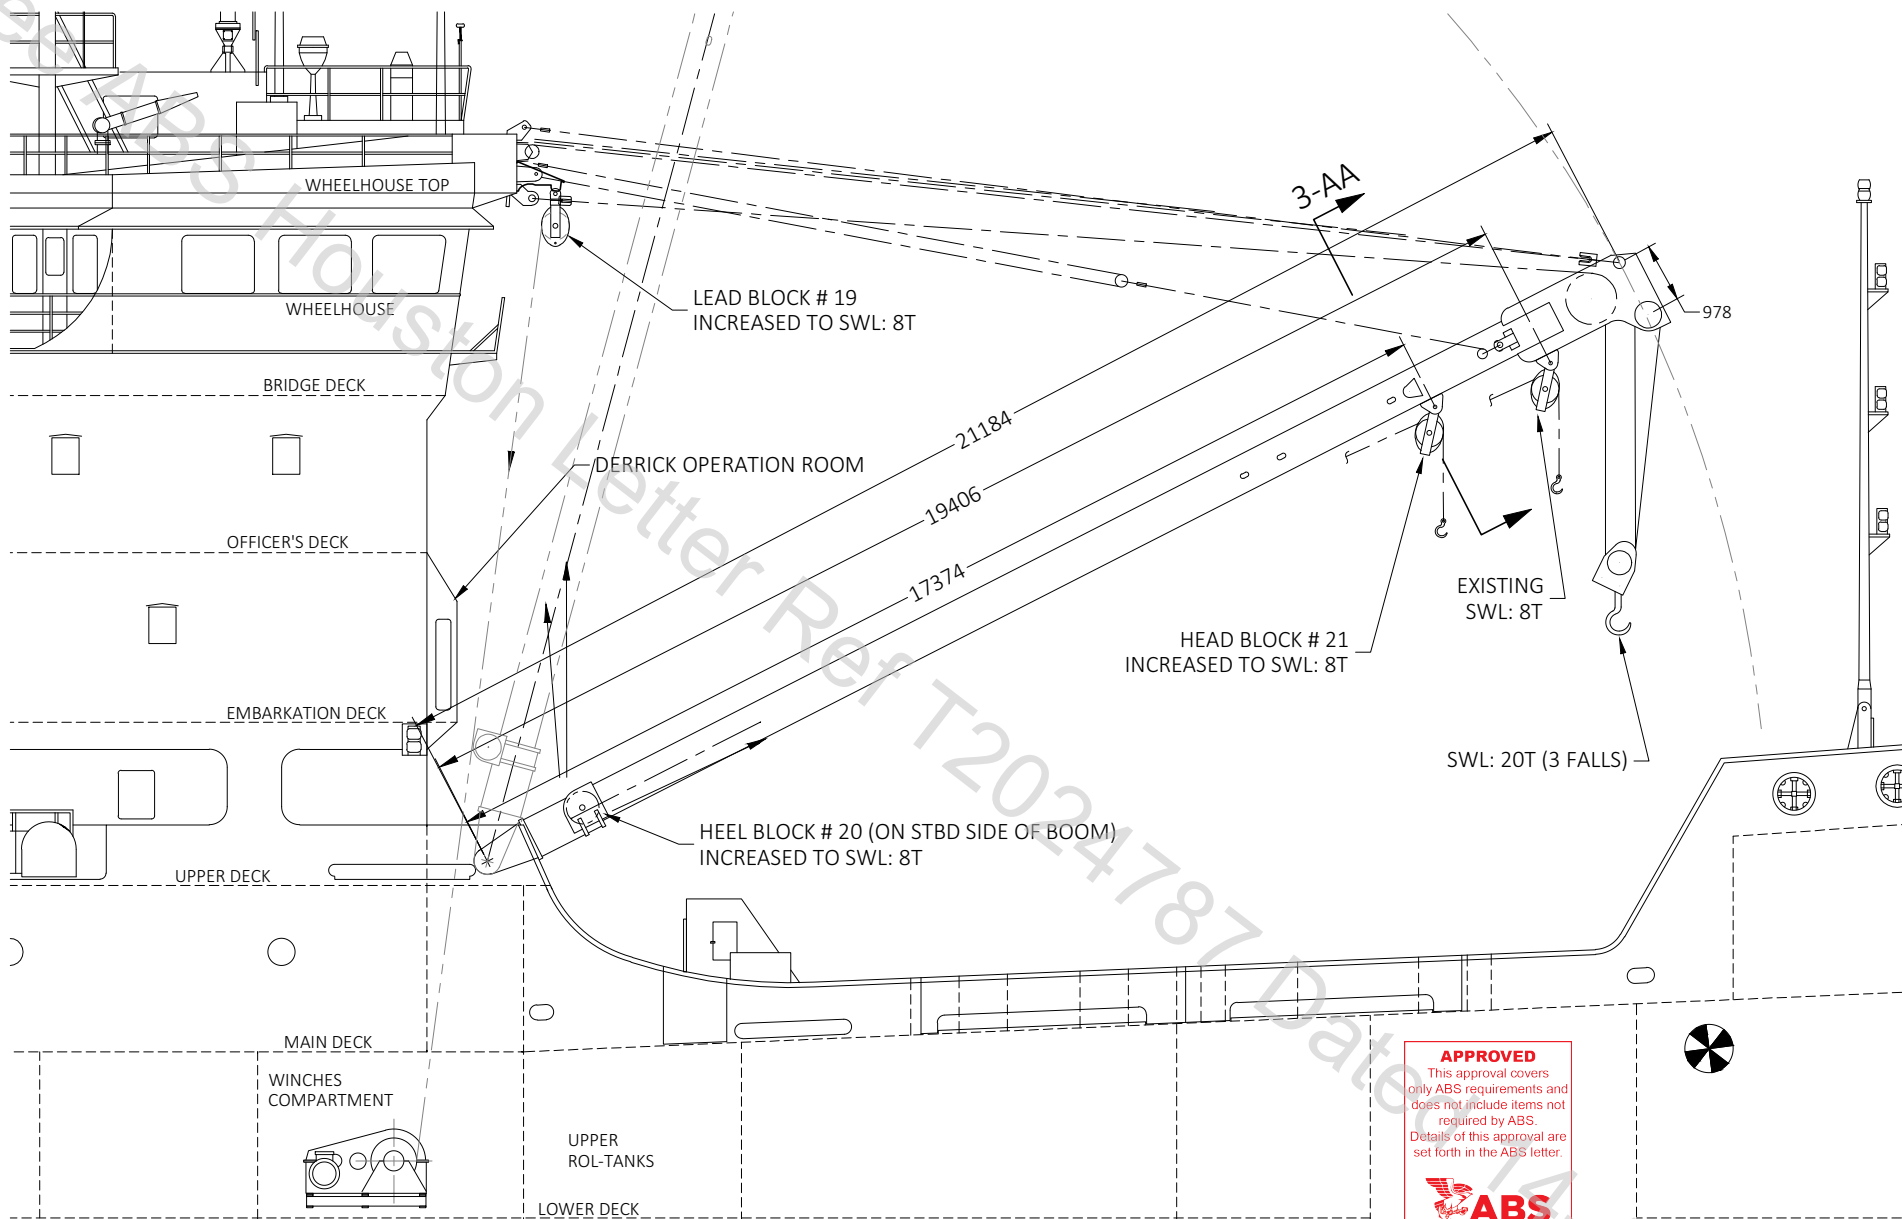 See ABS Houston Letter Ref T2024787 Dated 14
WHEELHOUSE TOP
3-AA
LEAD BLOCK # 19
INCREASED TO SWL: 8T
WHEELHOUSE
978
BRIDGE DECK
21184
DERRICK OPERATION ROOM
19406
OFFICER'S DECK
17374
EXISTING
SWL: 8T
HEAD BLOCK # 21
INCREASED TO SWL: 8T
EMBARKATION DECK
SWL: 20T (3 FALLS)
HEEL BLOCK # 20 (ON STBD SIDE OF BOOM)
INCREASED TO SWL: 8T
UPPER DECK
MAIN DECK
WINCHES
COMPARTMENT
UPPER
ROL-TANKS
LOWER DECK
APPROVED
This approval covers
only ABS requirements and
does not include items not
required by ABS.
Details of this approval are
set forth in the ABS letter.
ABS